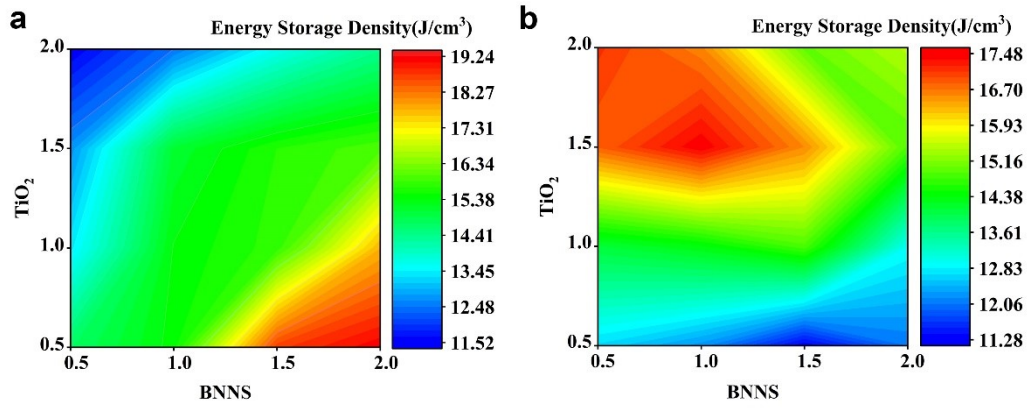 a
Energy Storage Density(J/cm³)
2.0
1.5
1.0
0.5
TiO₂
0.5 1.0 1.5 2.0
BNNS
19.24
18.27
17.31
16.34
15.38
14.41
13.45
12.48
11.52
b
Energy Storage Density(J/cm³)
2.0
1.5
1.0
0.5
TiO₂
0.5 1.0 1.5 2.0
BNNS
17.48
16.70
15.93
15.16
14.38
13.61
12.83
12.06
11.28